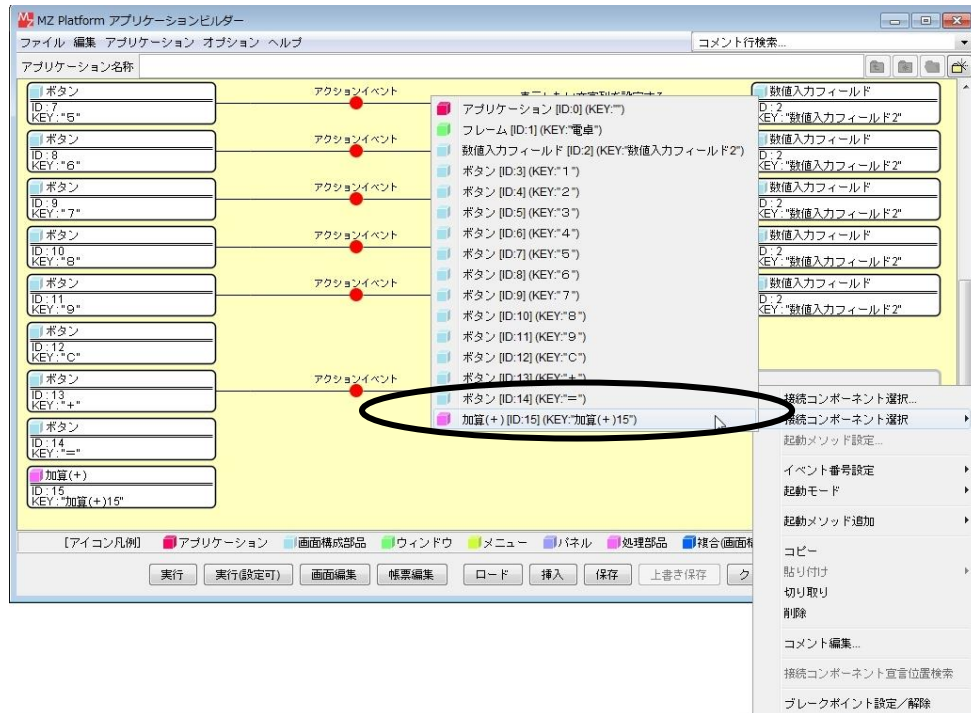 MZ Platform アプリケーションビルダー
ファイル 編集 アプリケーション オプション ヘルプ
コメント行検索...
アプリケーション名称
ボタン
ID:7
KEY:"5"
アクションイベント
数値入力フィールド
ID:2
KEY:"数値入力フィールド2"
ボタン
ID:8
KEY:"6"
アクションイベント
数値入力フィールド
ID:2
KEY:"数値入力フィールド2"
ボタン
ID:9
KEY:"7"
アクションイベント
数値入力フィールド
ID:2
KEY:"数値入力フィールド2"
ボタン
ID:10
KEY:"8"
アクションイベント
数値入力フィールド
ID:2
KEY:"数値入力フィールド2"
ボタン
ID:11
KEY:"9"
アクションイベント
数値入力フィールド
ID:2
KEY:"数値入力フィールド2"
ボタン
ID:12
KEY:"C"
ボタン
ID:13
KEY:"+"
アクションイベント
ボタン
ID:14
KEY:"="
加算(+)
ID:15
KEY:"加算(+)15"
アプリケーション [ID:0] (KEY:"")
フレーム [ID:1] (KEY:"電卓")
数値入力フィールド [ID:2] (KEY:"数値入力フィールド2")
ボタン [ID:3] (KEY:"1")
ボタン [ID:4] (KEY:"2")
ボタン [ID:5] (KEY:"3")
ボタン [ID:6] (KEY:"4")
ボタン [ID:7] (KEY:"5")
ボタン [ID:8] (KEY:"6")
ボタン [ID:9] (KEY:"7")
ボタン [ID:10] (KEY:"8")
ボタン [ID:11] (KEY:"9")
ボタン [ID:12] (KEY:"C")
ボタン [ID:13] (KEY:"+")
ボタン [ID:14] (KEY:"=")
加算(+) [ID:15] (KEY:"加算(+)15")
接続コンポーネント選択...
接続コンポーネント選択
起動メソッド設定...
イベント番号設定
起動モード
起動メソッド追加
コピー
貼り付け
切り取り
削除
コメント編集...
接続コンポーネント宣言位置検索
ブレークポイント設定/解除
[アイコン凡例] アプリケーション 画面構成部品 ウィンドウ メニュー パネル 処理部品 複合(画面
実行 実行(設定可) 画面編集 帳票編集 ロード 挿入 保存 上書き保存 ク